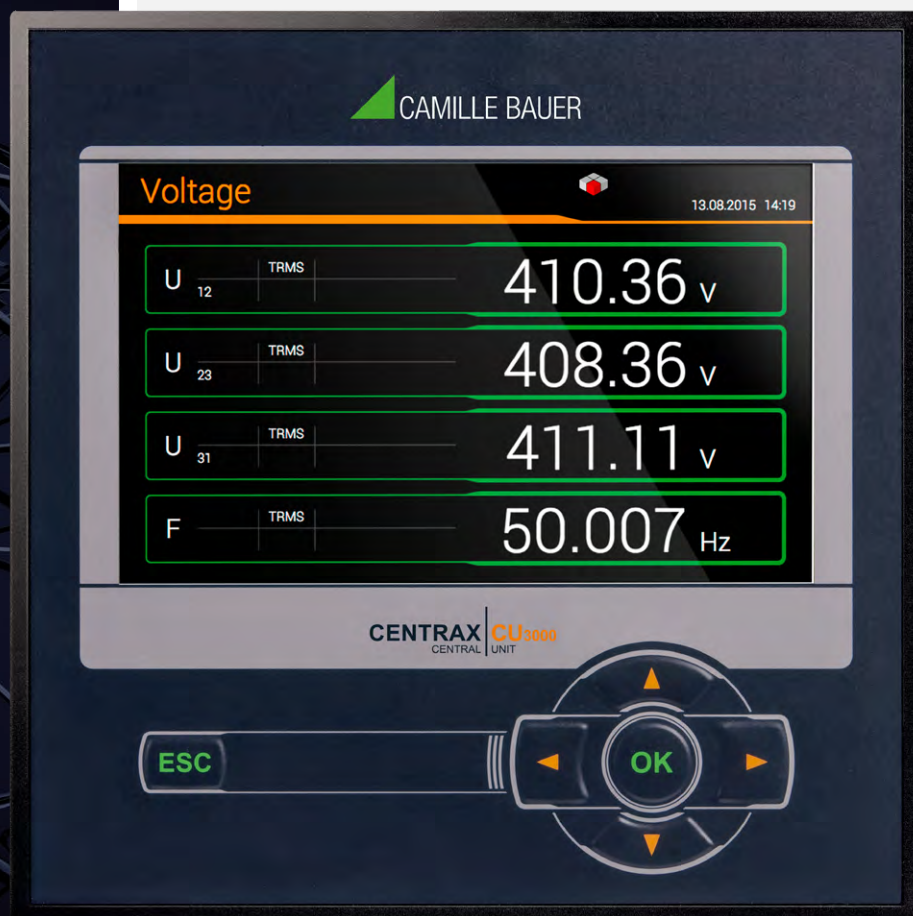 CAMILLE BAUER
Voltage
13.08.2015 14:19
U 12 TRMS 410.36 V
U 23 TRMS 408.36 V
U 31 TRMS 411.11 V
F TRMS 50.007 Hz
CENTRAX CU3000
CENTRAL UNIT
ESC
OK